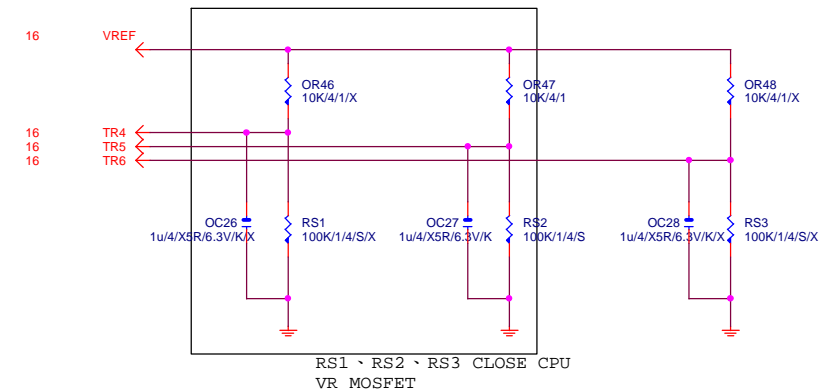 16 VREF
OR46 OR47 OR48
10K/4/1/X 10K/4/1 10K/4/1/X
16 TR4
16 TR5
16 TR6
OC26 RS1 OC27 RS2 OC28 RS3
1u/4/X5R/6.3V/K/X 100K/1/4/S/X 1u/4/X5R/6.3V/K 100K/1/4/S 1u/4/X5R/6.3V/K/X 100K/1/4/S/X
RS1、RS2、RS3 CLOSE CPU
VR MOSFET